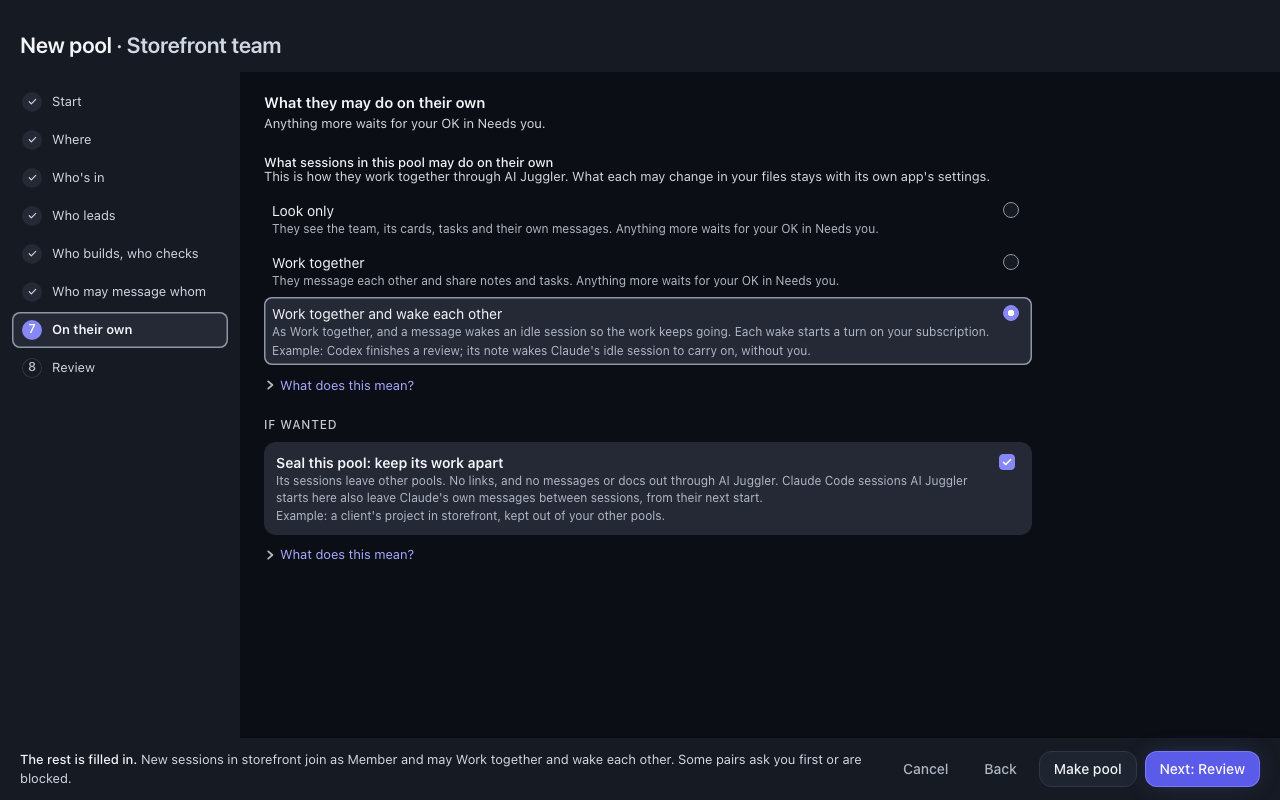 New pool · Storefront team
Start
Where
Who's in
Who leads
Who builds, who checks
Who may message whom
7 On their own
8 Review
What they may do on their own
Anything more waits for your OK in Needs you.
What sessions in this pool may do on their own
This is how they work together through AI Juggler. What each may change in your files stays with its own app's settings.
Look only
They see the team, its cards, tasks and their own messages. Anything more waits for your OK in Needs you.
Work together
They message each other and share notes and tasks. Anything more waits for your OK in Needs you.
Work together and wake each other
As Work together, and a message wakes an idle session so the work keeps going. Each wake starts a turn on your subscription.
Example: Codex finishes a review; its note wakes Claude's idle session to carry on, without you.
What does this mean?
IF WANTED
Seal this pool: keep its work apart
Its sessions leave other pools. No links, and no messages or docs out through AI Juggler. Claude Code sessions AI Juggler
starts here also leave Claude's own messages between sessions, from their next start.
Example: a client's project in storefront, kept out of your other pools.
What does this mean?
The rest is filled in. New sessions in storefront join as Member and may Work together and wake each other. Some pairs ask you first or are
blocked.
Cancel
Back
Make pool
Next: Review